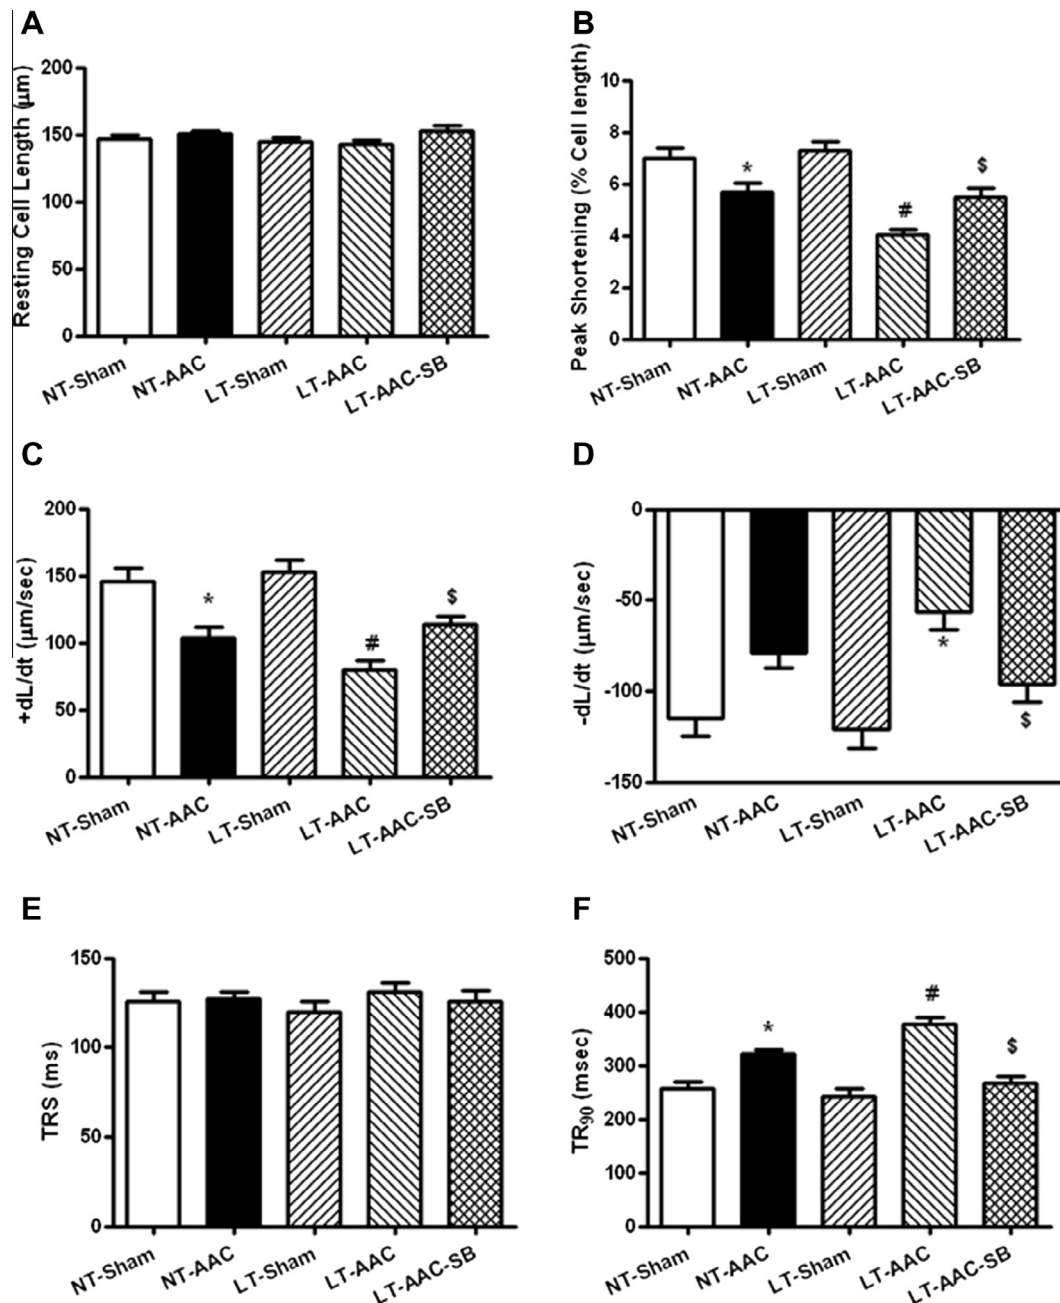 A
Resting Cell Length (μm)
200
150
100
50
0
NT-Sham
NT-AAC
LT-Sham
LT-AAC
LT-AAC-SB
B
Peak Shortening (% Cell length)
10
8
6
4
2
0
*
#
$
NT-Sham
NT-AAC
LT-Sham
LT-AAC
LT-AAC-SB
C
+dL/dt (μm/sec)
200
150
100
50
0
*
#
$
NT-Sham
NT-AAC
LT-Sham
LT-AAC
LT-AAC-SB
D
-dL/dt (μm/sec)
0
-50
-100
-150
*
$
NT-Sham
NT-AAC
LT-Sham
LT-AAC
LT-AAC-SB
E
TRS (ms)
150
100
50
0
NT-Sham
NT-AAC
LT-Sham
LT-AAC
LT-AAC-SB
F
TR90 (msec)
500
400
300
200
100
0
*
#
$
NT-Sham
NT-AAC
LT-Sham
LT-AAC
LT-AAC-SB